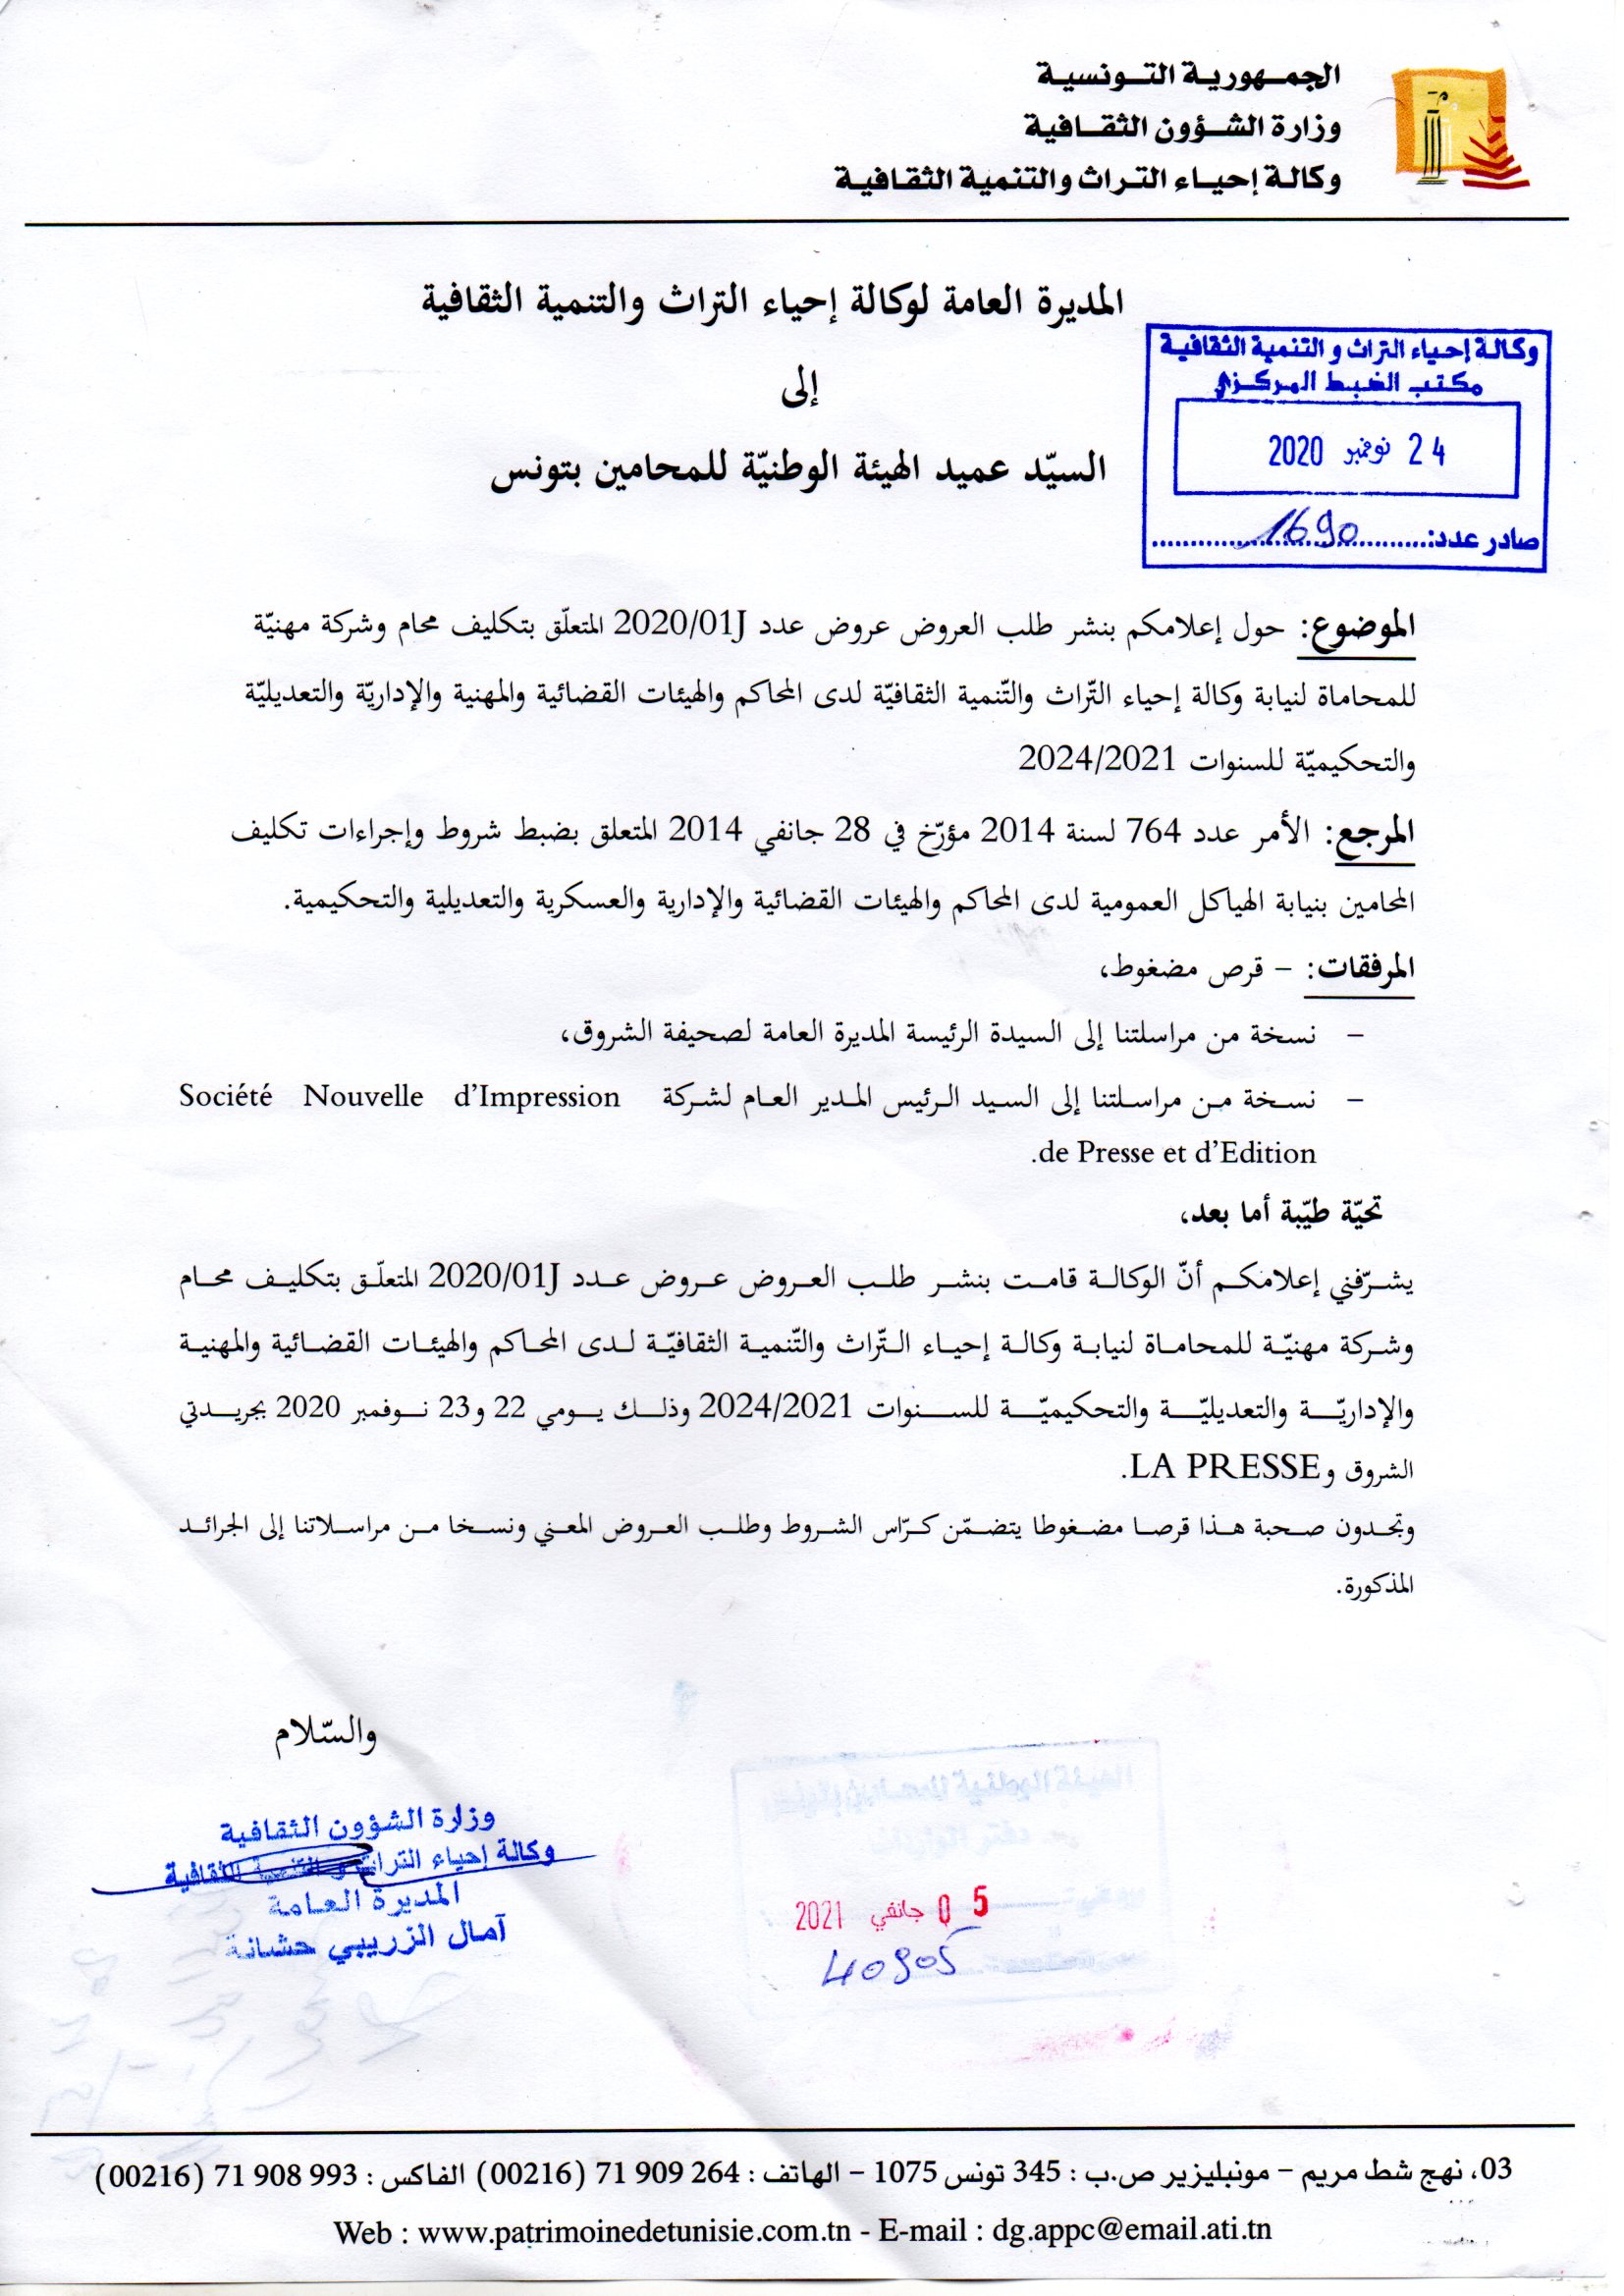 الجمهورية التونسية
وزارة الشؤون الثقافية
وكالة إحياء التراث والتنمية الثقافية
المديرة العامة لوكالة إحياء التراث والتنمية الثقافية
إلى
السيّد عميد الهيئة الوطنيّة للمحامين بتونس
وكالة إحياء التراث و التنمية الثقافية
مكتب الضبط المركزي
24 نوفمبر 2020
صادر عدد: 1690
الموضوع: حول إعلامكم بنشر طلب العروض عروض عدد 2020/01J المتعلّق بتكليف محام وشركة مهنيّة
للمحاماة لنيابة وكالة إحياء التّراث والتّنمية الثقافيّة لدى المحاكم والهيئات القضائية والمهنية والإداريّة والتعديليّة
والتحكيميّة للسنوات 2024/2021
المرجع: الأمر عدد 764 لسنة 2014 مؤرّخ في 28 جانفي 2014 المتعلق بضبط شروط وإجراءات تكليف
المحامين بنيابة الهياكل العمومية لدى المحاكم والهيئات القضائية والإدارية والعسكرية والتعديلية والتحكيمية.
المرفقات: – قرص مضغوط،
– نسخة من مراسلتنا إلى السيدة الرئيسة المديرة العامة لصحيفة الشروق،
– نسخة من مراسلتنا إلى السيد الرئيس المدير العام لشركة Société Nouvelle d’Impression
de Presse et d’Edition.
تحيّة طيّبة أما بعد،
يشرّفني إعلامكم أنّ الوكالة قامت بنشر طلب العروض عروض عدد 2020/01J المتعلّق بتكليف محام
وشركة مهنيّة للمحاماة لنيابة وكالة إحياء التّراث والتّنمية الثقافيّة لدى المحاكم والهيئات القضائية والمهنية
والإداريّة والتعديليّة والتحكيميّة للسنوات 2024/2021 وذلك يومي 22 و23 نوفمبر 2020 بجريدتي
الشروق وLA PRESSE.
وتجدون صحبة هذا قرصا مضغوطا يتضمّن كرّاس الشروط وطلب العروض المعني ونسخا من مراسلاتنا إلى الجرائد
المذكورة.
والسّلام
وزارة الشؤون الثقافية
وكالة إحياء التراث و التنمية الثقافية
المديرة العامة
آمال الزريبي حشانة
05 جانفي 2021
40905
03، نهج شط مريم – مونبليزير ص.ب : 345 تونس 1075 – الهاتف : 264 909 71 (00216) الفاكس : 993 908 71 (00216)
Web : www.patrimoinedetunisie.com.tn - E-mail : dg.appc@email.ati.tn